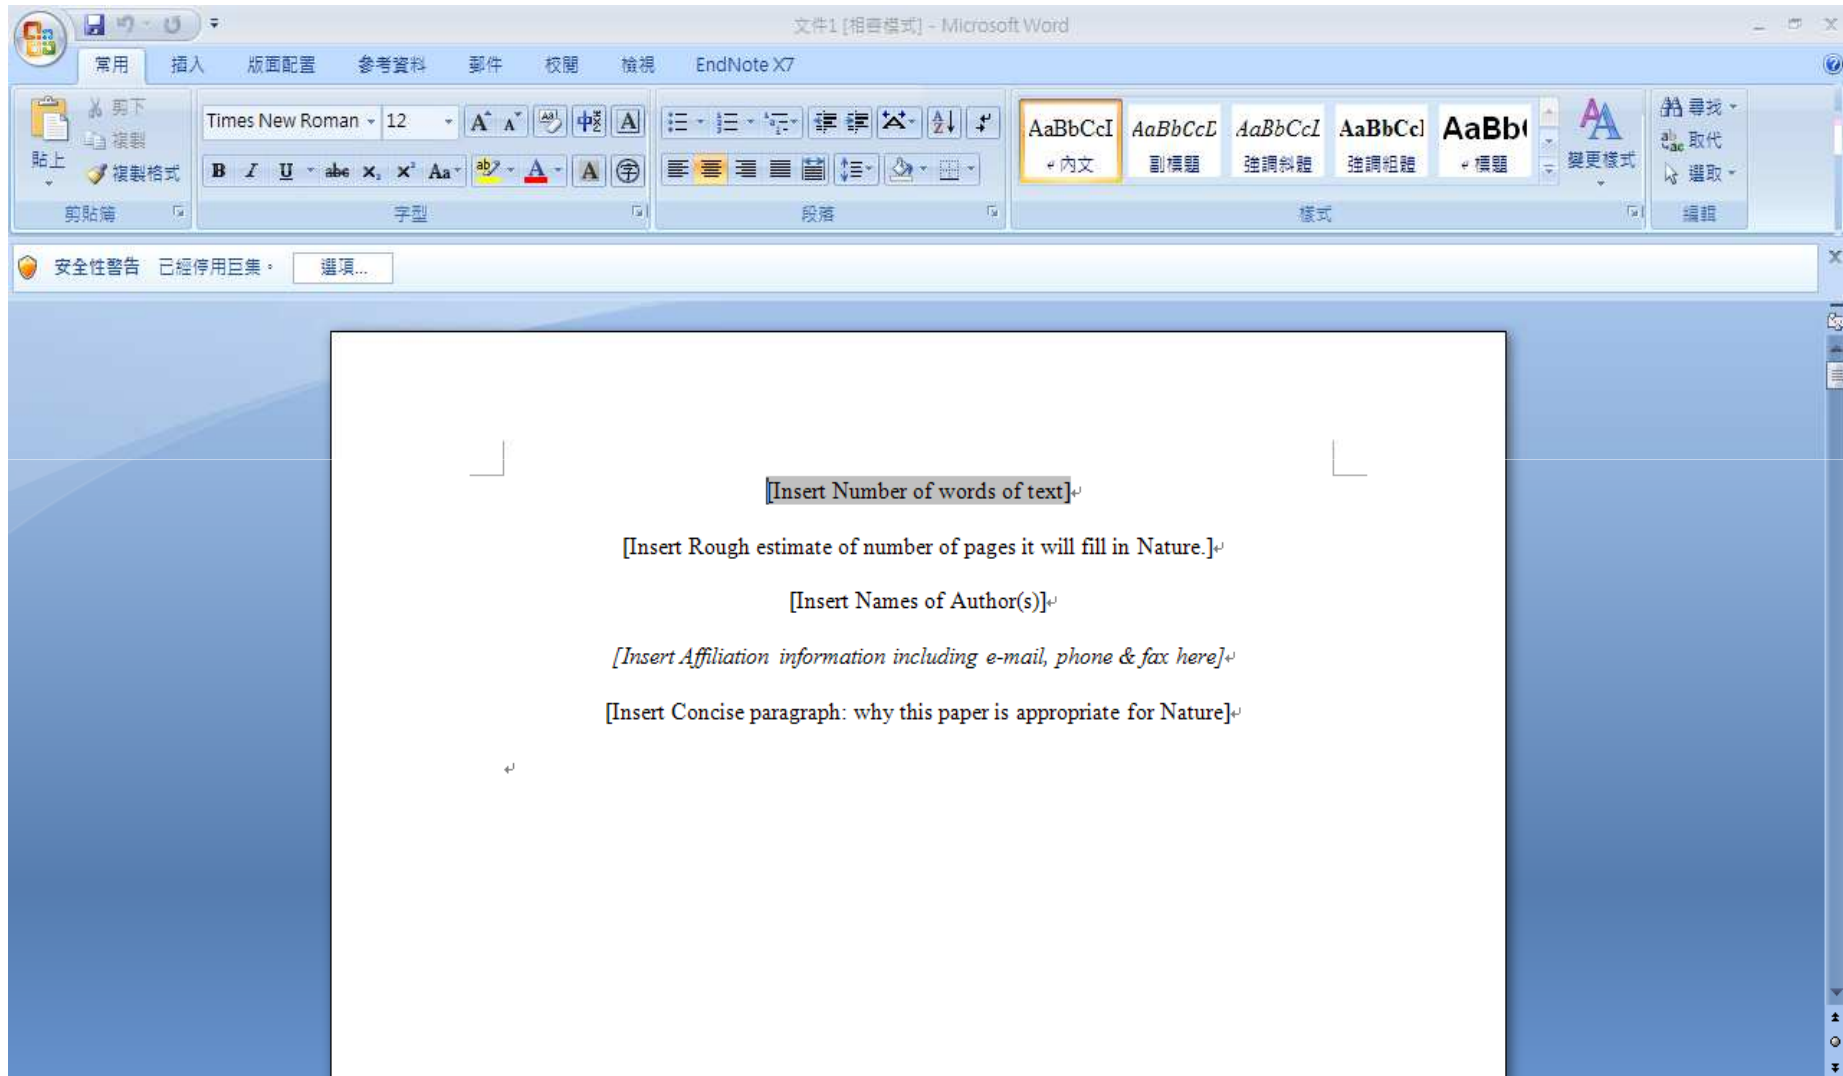 文件1 [相容模式] - Microsoft Word
常用 插入 版面配置 參考資料 郵件 校閱 檢視 EndNote X7
貼上
剪下
複製
複製格式
剪貼簿
Times New Roman 12
B I U abe x₂ x² Aa ab A A 字
字型
段落
AaBbCcI AaBbCcD AaBbCcI AaBbCcl AaBb(
內文 副標題 強調斜體 強調粗體 標題
變更樣式
樣式
尋找
取代
選取
編輯
安全性警告 已經停用巨集。 選項...
[Insert Number of words of text]
[Insert Rough estimate of number of pages it will fill in Nature.]
[Insert Names of Author(s)]
[Insert Affiliation information including e-mail, phone & fax here]
[Insert Concise paragraph: why this paper is appropriate for Nature]